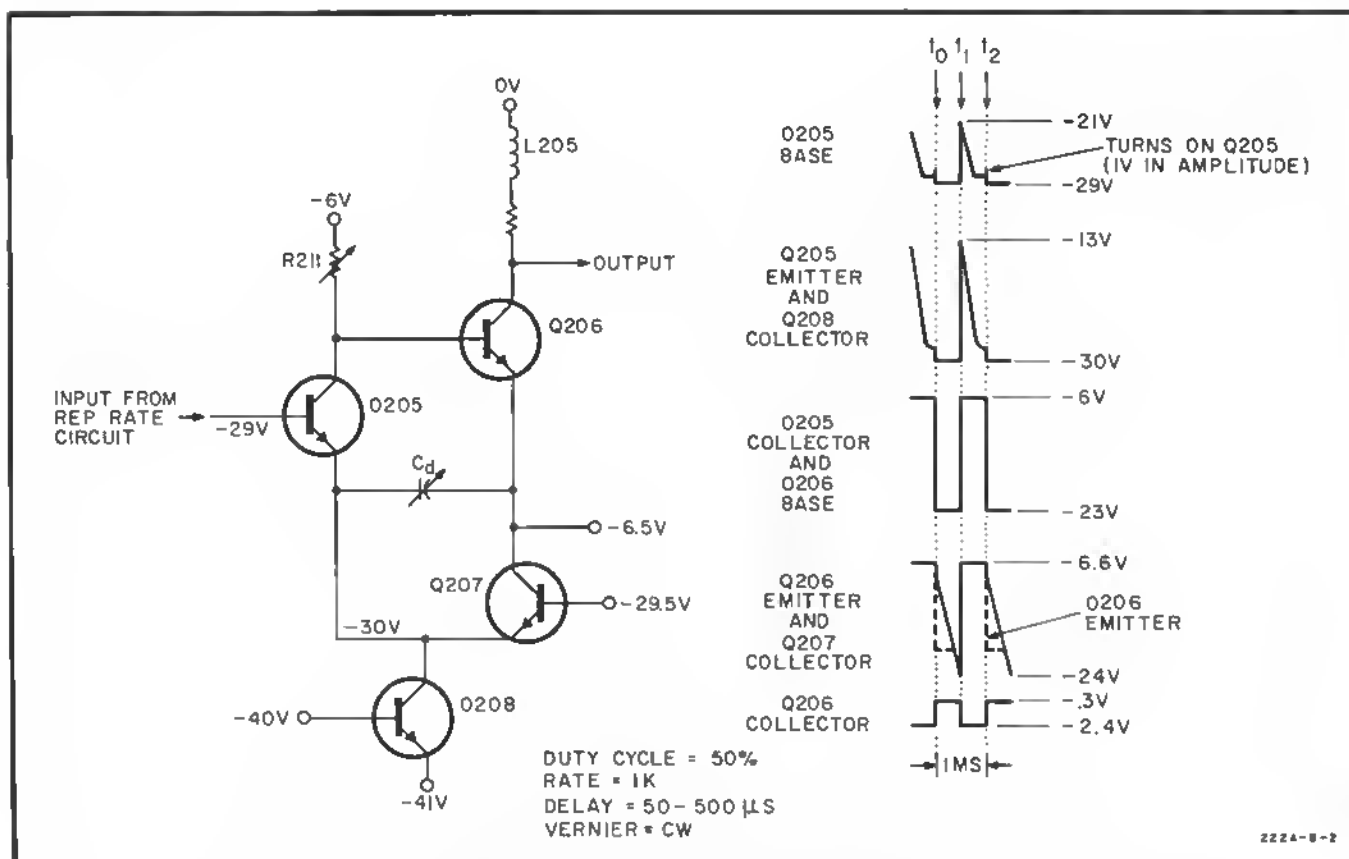 0V
L205
-6V
R211
OUTPUT
Q206
INPUT FROM
REP RATE
CIRCUIT
-29V
Q205
Cd
-6.5V
Q207
-29.5V
-30V
Q208
-40V
-41V
DUTY CYCLE = 50%
RATE = 1K
DELAY = 50-500 µS
VERNIER = CW
t0 t1 t2
Q205
BASE
-21V
TURNS ON Q205
(1V IN AMPLITUDE)
-29V
Q205
EMITTER
AND
Q208
COLLECTOR
-13V
-30V
Q205
COLLECTOR
AND
Q206
BASE
-6V
-23V
Q206
EMITTER
AND
Q207
COLLECTOR
-6.6V
Q206
EMITTER
-24V
Q206
COLLECTOR
-.3V
-2.4V
1MS
222A-B-2